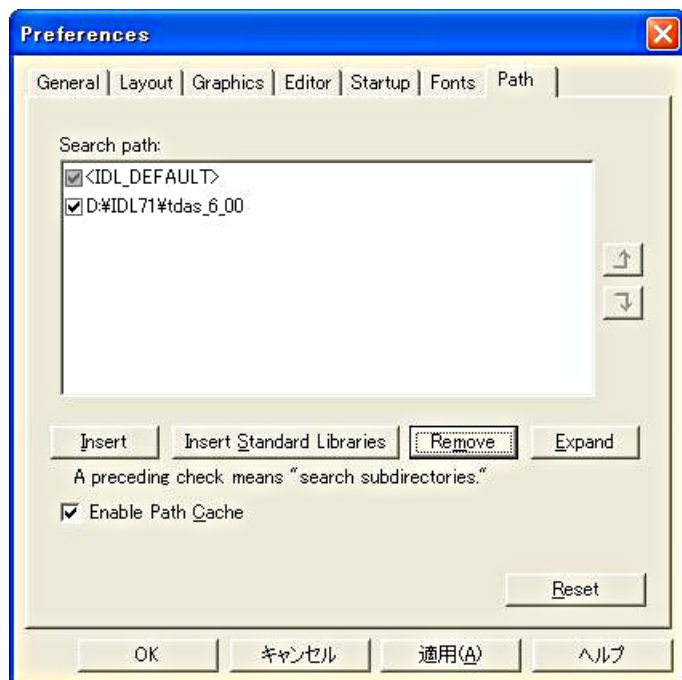 Preferences
General Layout Graphics Editor Startup Fonts Path
Search path:
<IDL_DEFAULT>
D:¥IDL71¥tdas_6_00
Insert Insert Standard Libraries Remove Expand
A preceding check means "search subdirectories."
Enable Path Cache
Reset
OK キャンセル 適用(A) ヘルプ